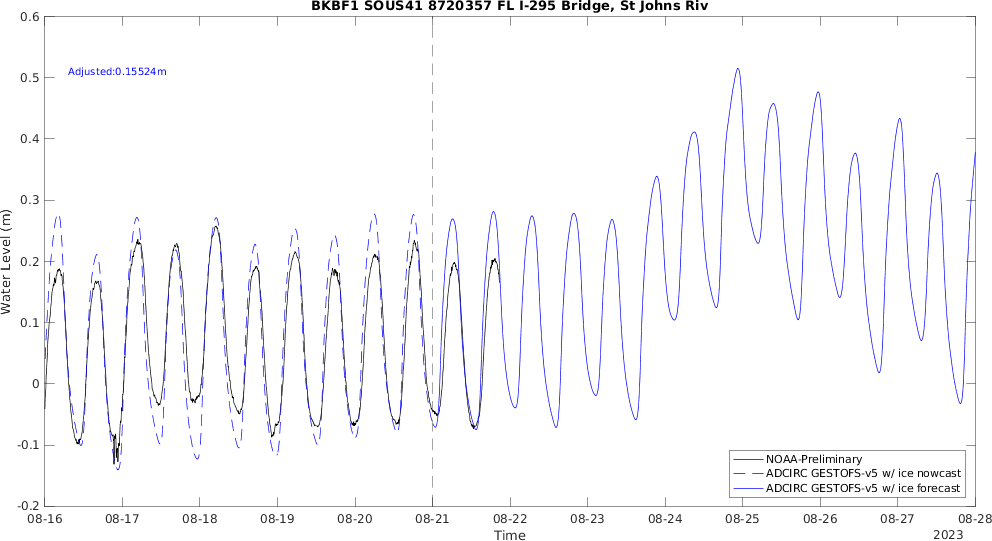 BKBF1 SOUS41 8720357 FL I-295 Bridge, St Johns Riv
Adjusted:0.15524m
0.6
0.5
0.4
0.3
0.2
0.1
0
-0.1
-0.2
Water Level (m)
08-16 08-17 08-18 08-19 08-20 08-21 08-22 08-23 08-24 08-25 08-26 08-27 08-28
2023
Time
NOAA-Preliminary
ADCIRC GESTOFS-v5 w/ ice nowcast
ADCIRC GESTOFS-v5 w/ ice forecast